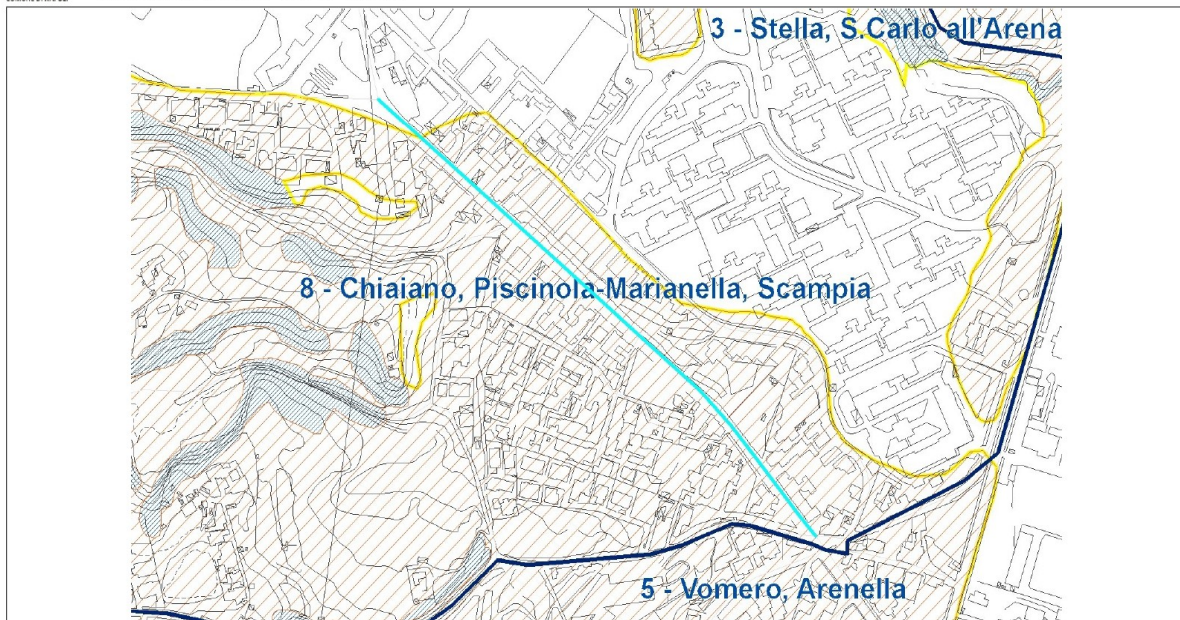 3 - Stella, S.Carlo all'Arena
8 - Chiaiano, Piscinola-Marianella, Scampia
5 - Vomero, Arenella